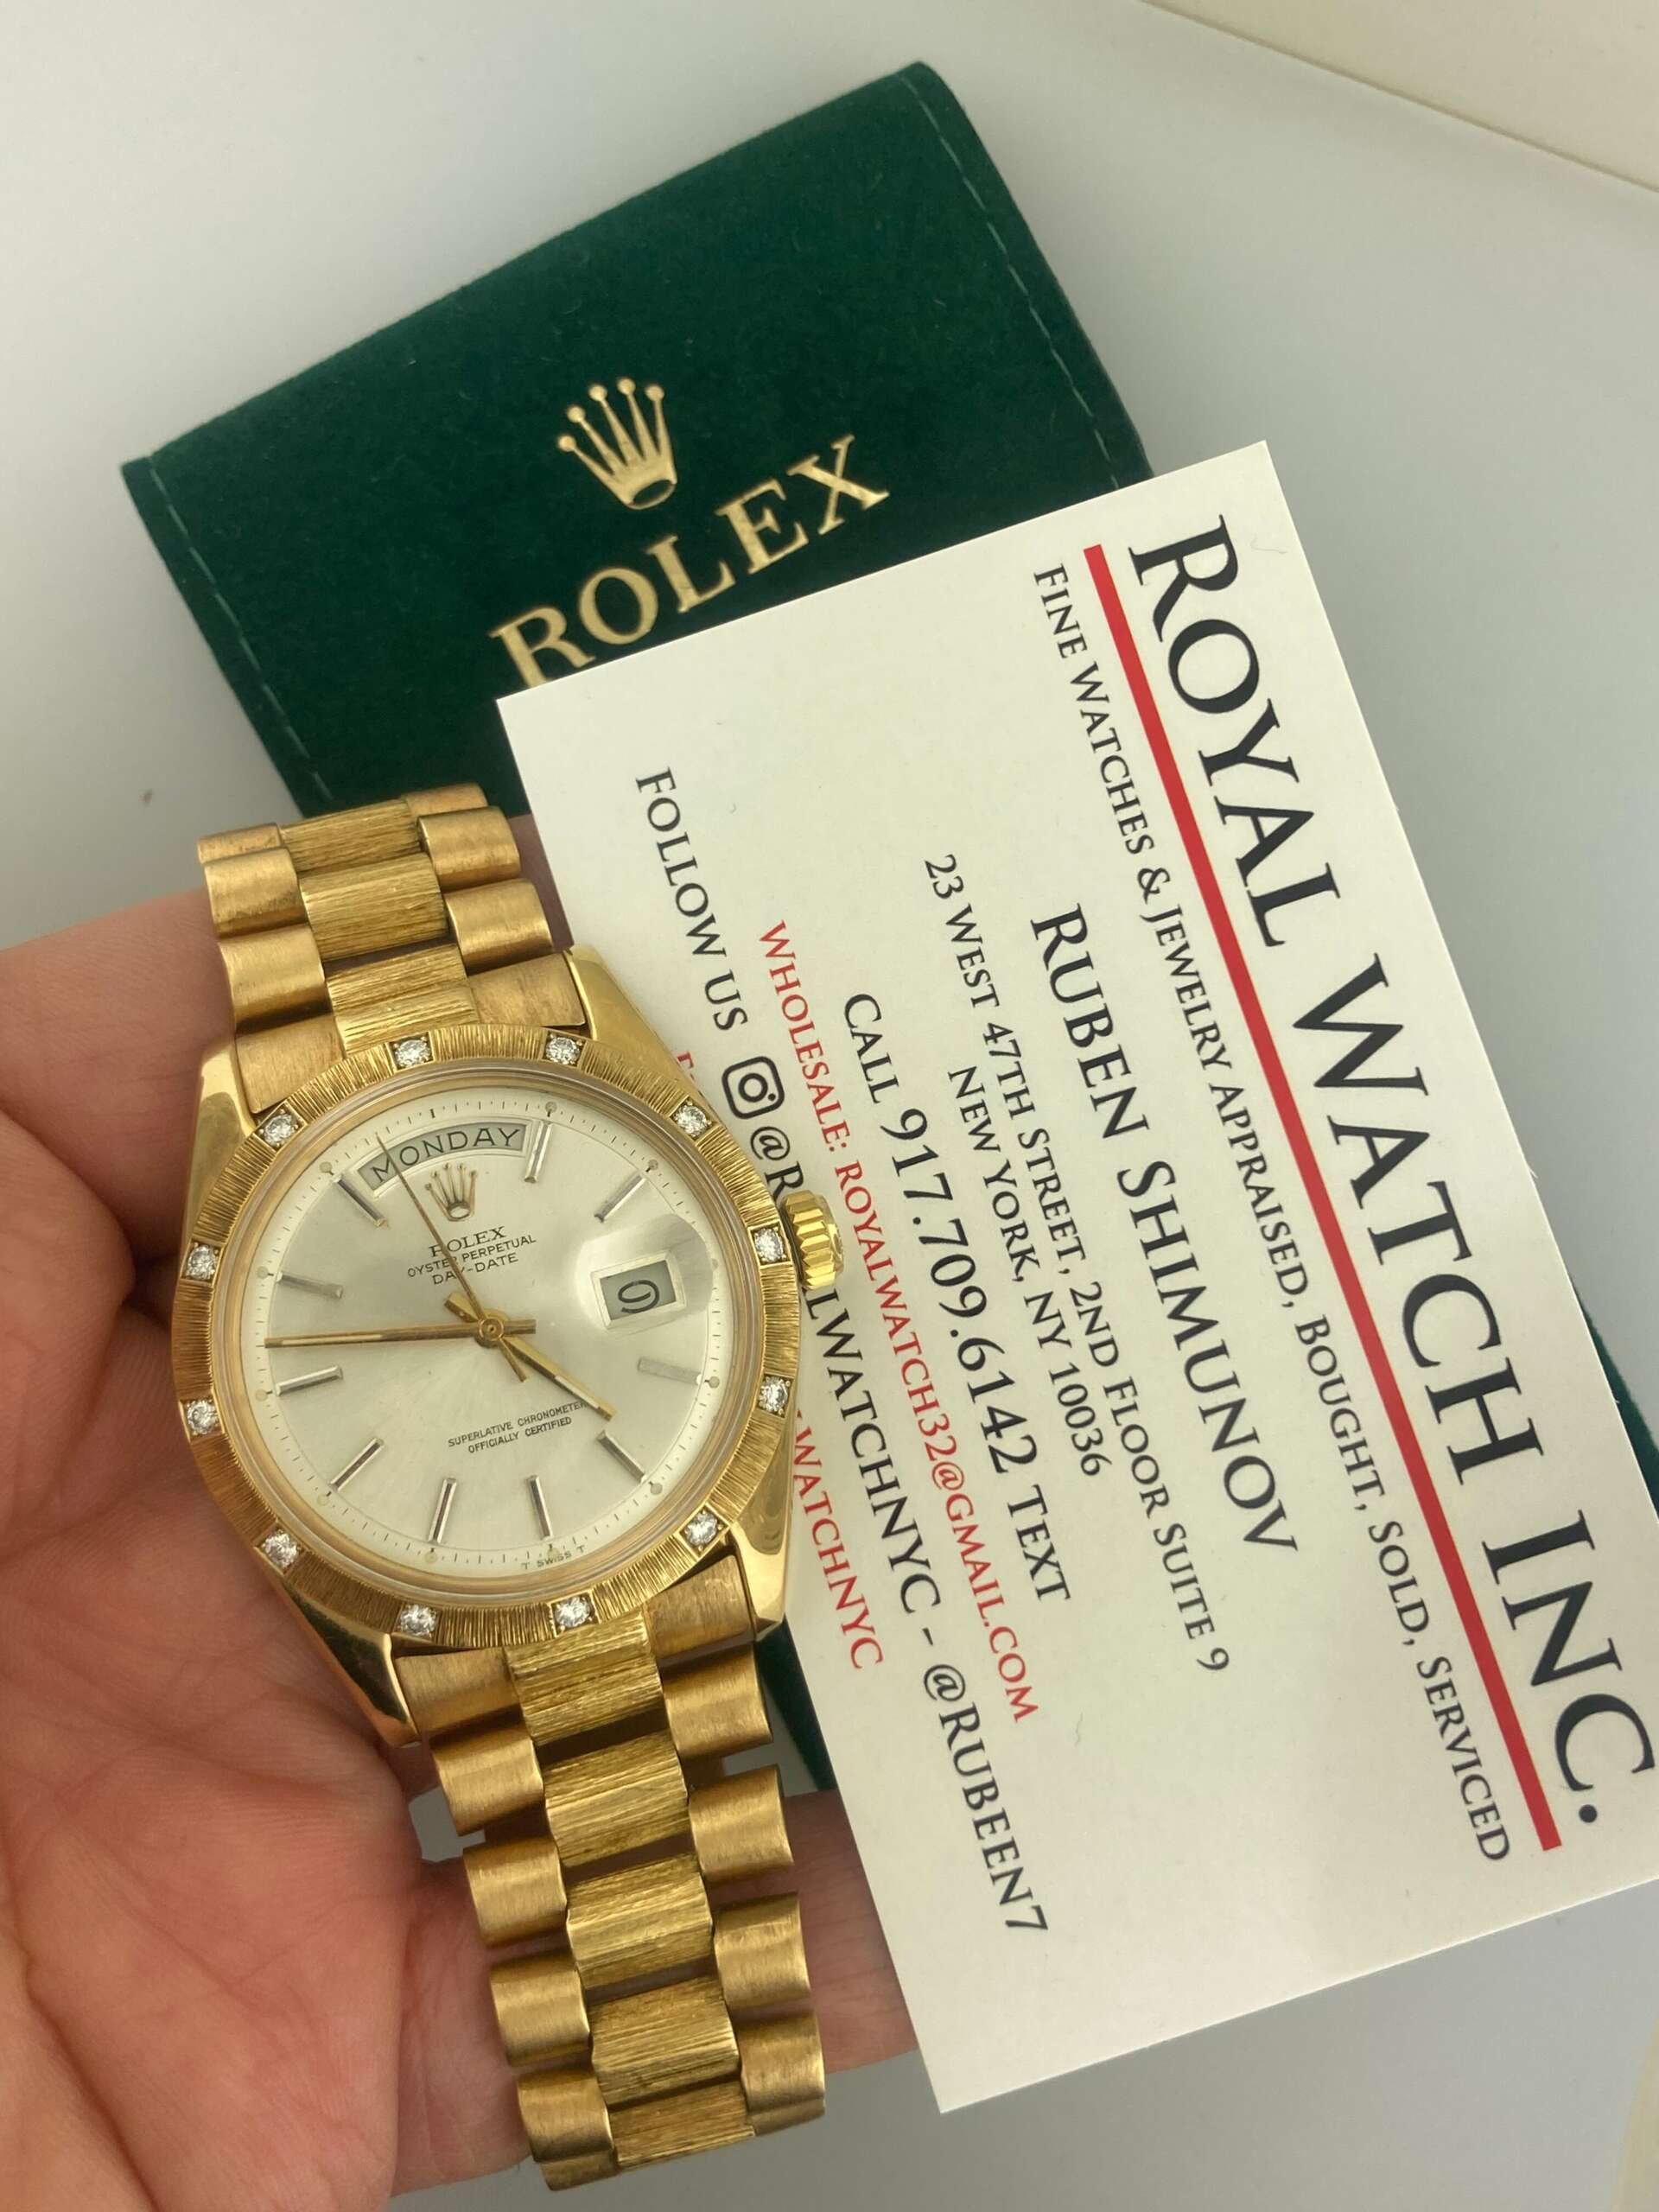 ROLEX
ROYAL WATCH INC.
FINE WATCHES & JEWELRY APPRAISED, BOUGHT, SOLD, SERVICED
RUBEN SHIMUNOV
23 WEST 47TH STREET, 2ND FLOOR SUITE 9
NEW YORK, NY 10036
CALL 917.709.6142 TEXT
WHOLESALE: ROYALWATCH32@GMAIL.COM
FOLLOW US @R LWATCHNYC - @RUBEEN7
WATCHNYC
MONDAY
ROLEX
OYSTER PERPETUAL
DAY-DATE
SUPERLATIVE CHRONOMETER
OFFICIALLY CERTIFIED
T SWISS T